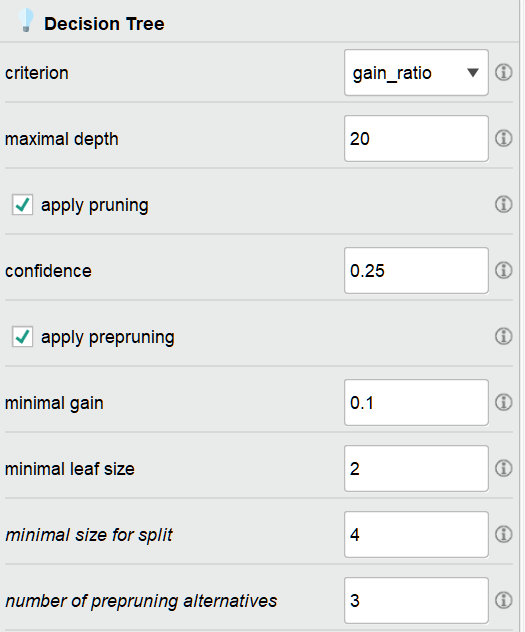 Decision Tree
criterion gain_ratio
maximal depth 20
apply pruning
confidence 0.25
apply prepruning
minimal gain 0.1
minimal leaf size 2
minimal size for split 4
number of prepruning alternatives 3